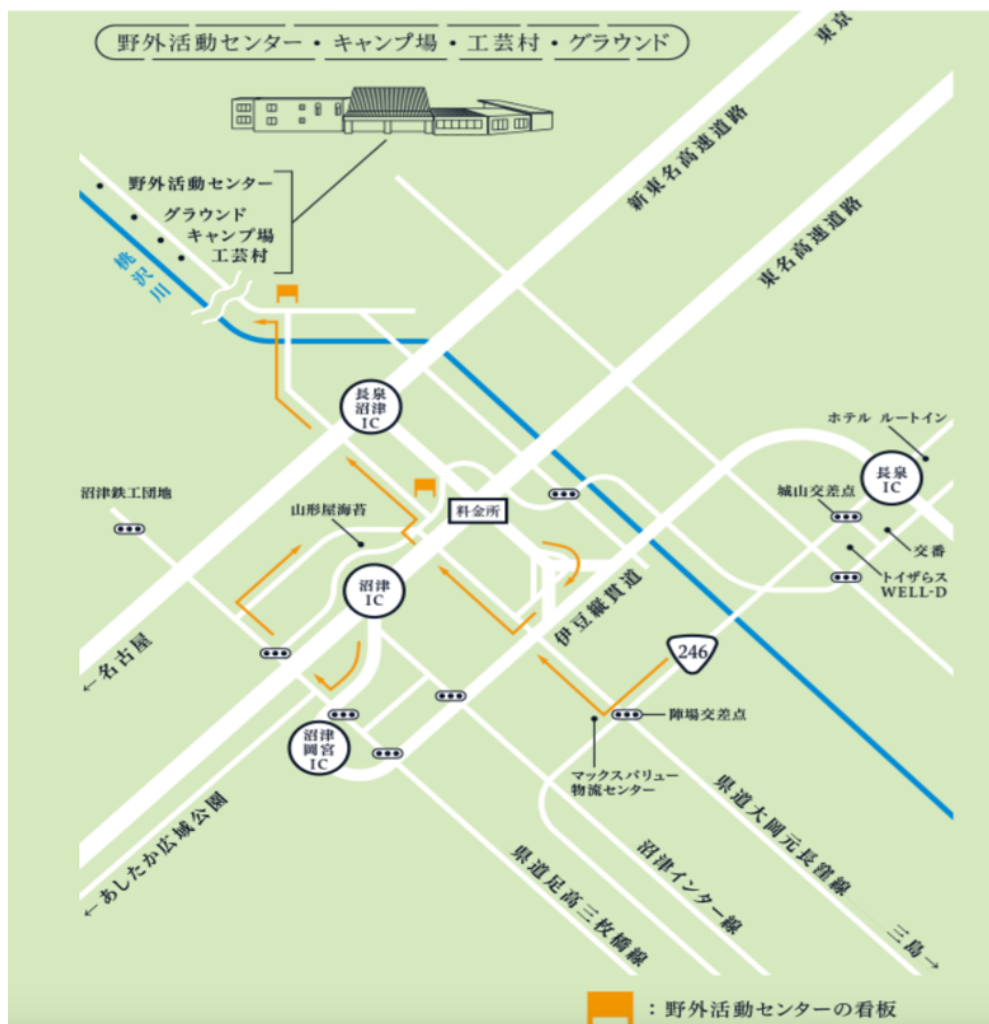 野外活動センター・キャンプ場・工芸村・グラウンド
東京
新東名高速道路
東名高速道路
野外活動センター
グラウンド
キャンプ場
工芸村
桃沢川
長泉
沼津
IC
ホテル ルートイン
長泉
IC
沼津鉄工団地
山形屋海苔
料金所
城山交差点
交番
トイザらス
WELL-D
沼津
IC
伊豆縦貫道
←名古屋
246
陣場交差点
沼津
岡宮
IC
マックスバリュー
物流センター
←あしたか広域公園
県道大岡元長窪線
沼津インター線
県道足高三枚橋線
三島→
：野外活動センターの看板